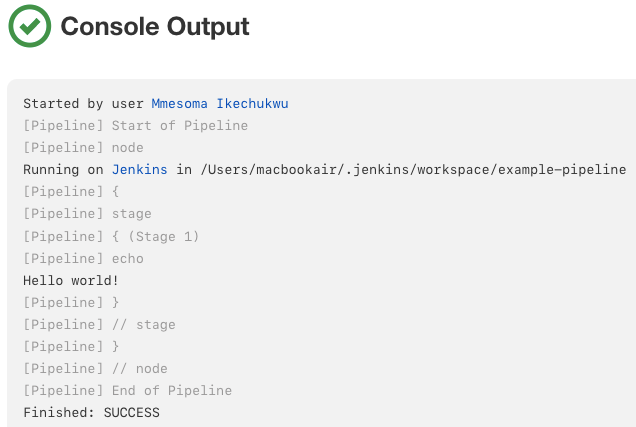 Console Output
Started by user Mmesoma Ikechukwu
[Pipeline] Start of Pipeline
[Pipeline] node
Running on Jenkins in /Users/macbookair/.jenkins/workspace/example-pipeline
[Pipeline] {
[Pipeline] stage
[Pipeline] { (Stage 1)
[Pipeline] echo
Hello world!
[Pipeline] }
[Pipeline] // stage
[Pipeline] }
[Pipeline] // node
[Pipeline] End of Pipeline
Finished: SUCCESS